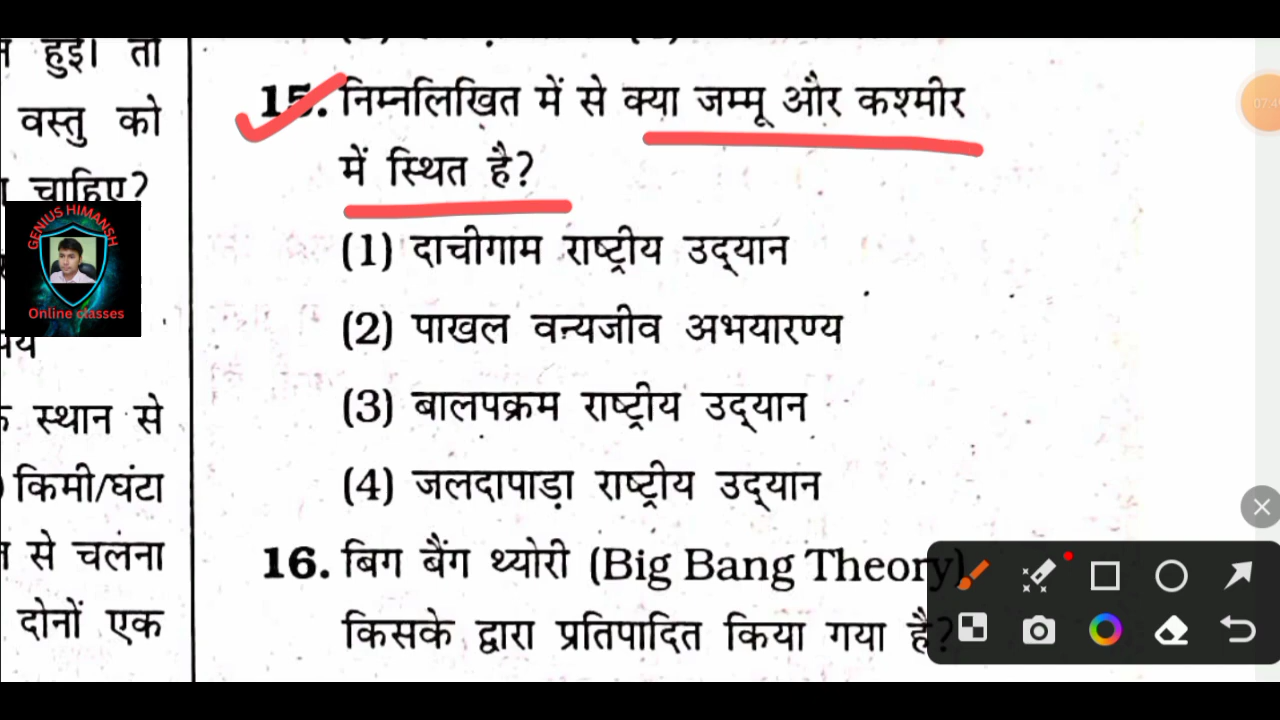 हुई। तो
वस्तु को
चाहिए?
GENIUS HIMANSH
Online classes
स्थान से
किमी/घंटा
से चलना
दोनों एक
15. निम्नलिखित में से क्या जम्मू और कश्मीर
में स्थित है?
(1) दाचीगाम राष्ट्रीय उद्यान
(2) पाखल वन्यजीव अभयारण्य
(3) बालपक्रम राष्ट्रीय उद्यान
(4) जलदापाड़ा राष्ट्रीय उद्यान
16. बिग बैंग थ्योरी (Big Bang Theory)
किसके द्वारा प्रतिपादित किया गया है?